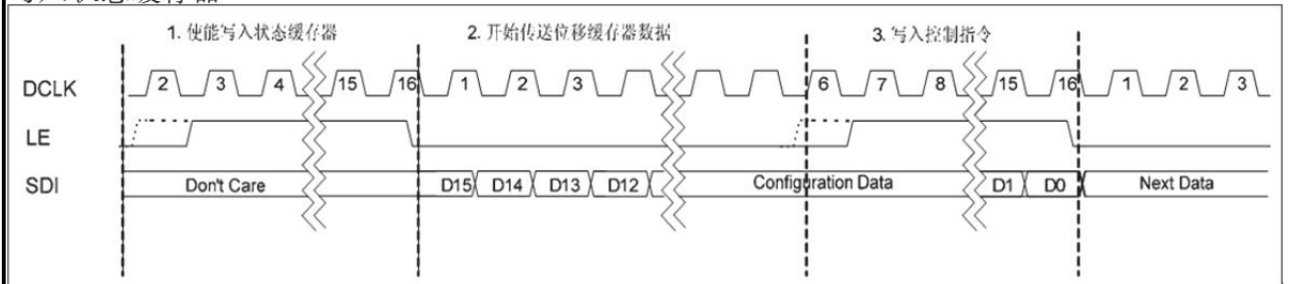 1. 使能写入状态缓存器 2. 开始传送位移缓存器数据 3. 写入控制指令
DCLK 2 3 4 15 16 1 2 3 6 7 8 15 16 1 2 3
LE
SDI Don't Care D15 D14 D13 D12 Configuration Data D1 D0 Next Data